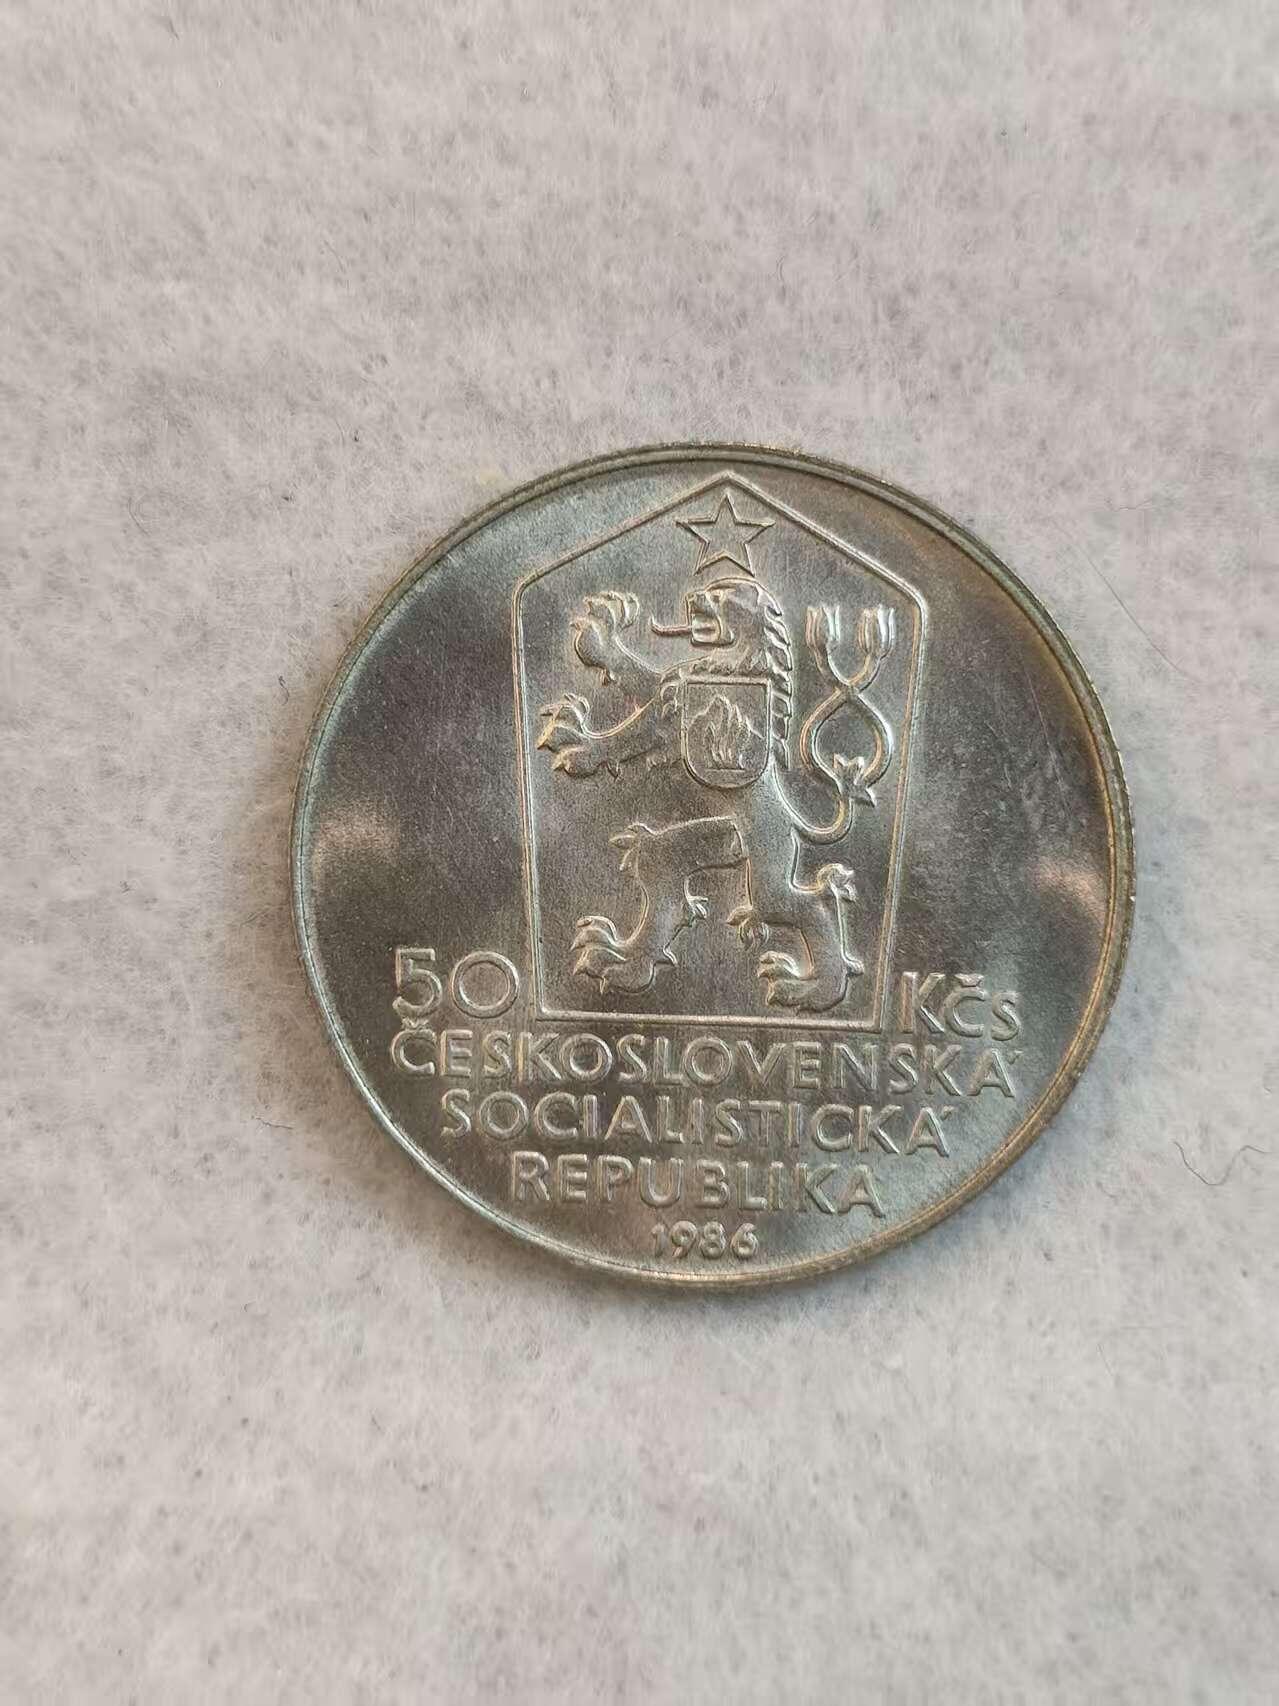 50 Kčs
ČESKOSLOVENSKÁ
SOCIALISTICKÁ
REPUBLIKA
1986